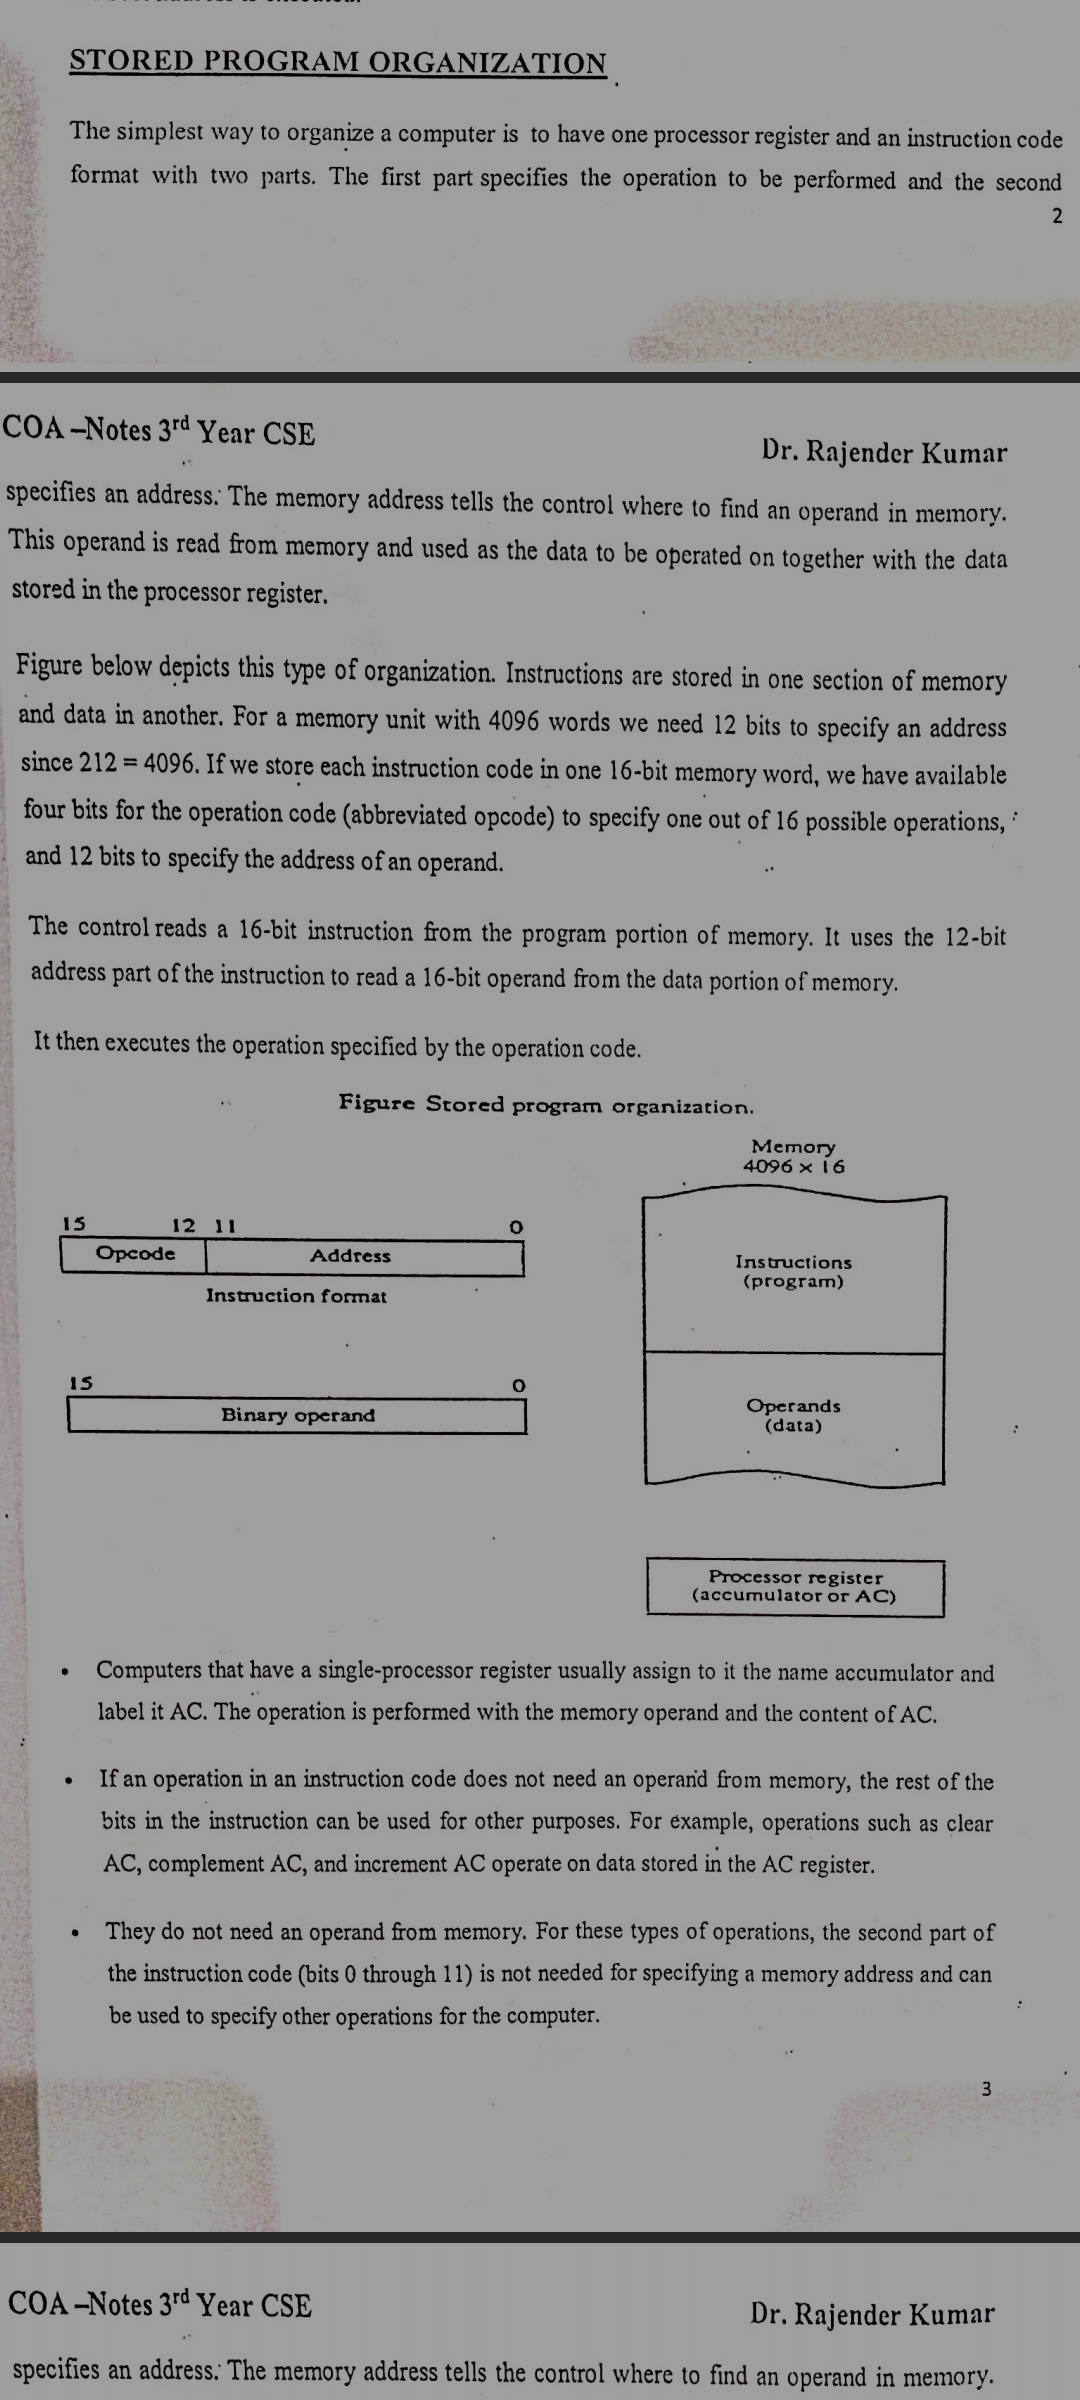 STORED PROGRAM ORGANIZATION
The simplest way to organize a computer is to have one processor register and an instruction code
format with two parts. The first part specifies the operation to be performed and the second
2
COA –Notes 3rd Year CSE
Dr. Rajender Kumar
specifies an address. The memory address tells the control where to find an operand in memory.
This operand is read from memory and used as the data to be operated on together with the data
stored in the processor register.
Figure below depicts this type of organization. Instructions are stored in one section of memory
and data in another. For a memory unit with 4096 words we need 12 bits to specify an address
since 212 = 4096. If we store each instruction code in one 16-bit memory word, we have available
four bits for the operation code (abbreviated opcode) to specify one out of 16 possible operations,
and 12 bits to specify the address of an operand.
The control reads a 16-bit instruction from the program portion of memory. It uses the 12-bit
address part of the instruction to read a 16-bit operand from the data portion of memory.
It then executes the operation specified by the operation code.
Figure Stored program organization.
Memory
4096 x 16
15 12 11 0
Opcode Address
Instruction format
Instructions
(program)
15 0
Binary operand
Operands
(data)
Processor register
(accumulator or AC)
• Computers that have a single-processor register usually assign to it the name accumulator and
label it AC. The operation is performed with the memory operand and the content of AC.
• If an operation in an instruction code does not need an operand from memory, the rest of the
bits in the instruction can be used for other purposes. For example, operations such as clear
AC, complement AC, and increment AC operate on data stored in the AC register.
• They do not need an operand from memory. For these types of operations, the second part of
the instruction code (bits 0 through 11) is not needed for specifying a memory address and can
be used to specify other operations for the computer.
3
COA –Notes 3rd Year CSE
Dr. Rajender Kumar
specifies an address. The memory address tells the control where to find an operand in memory.